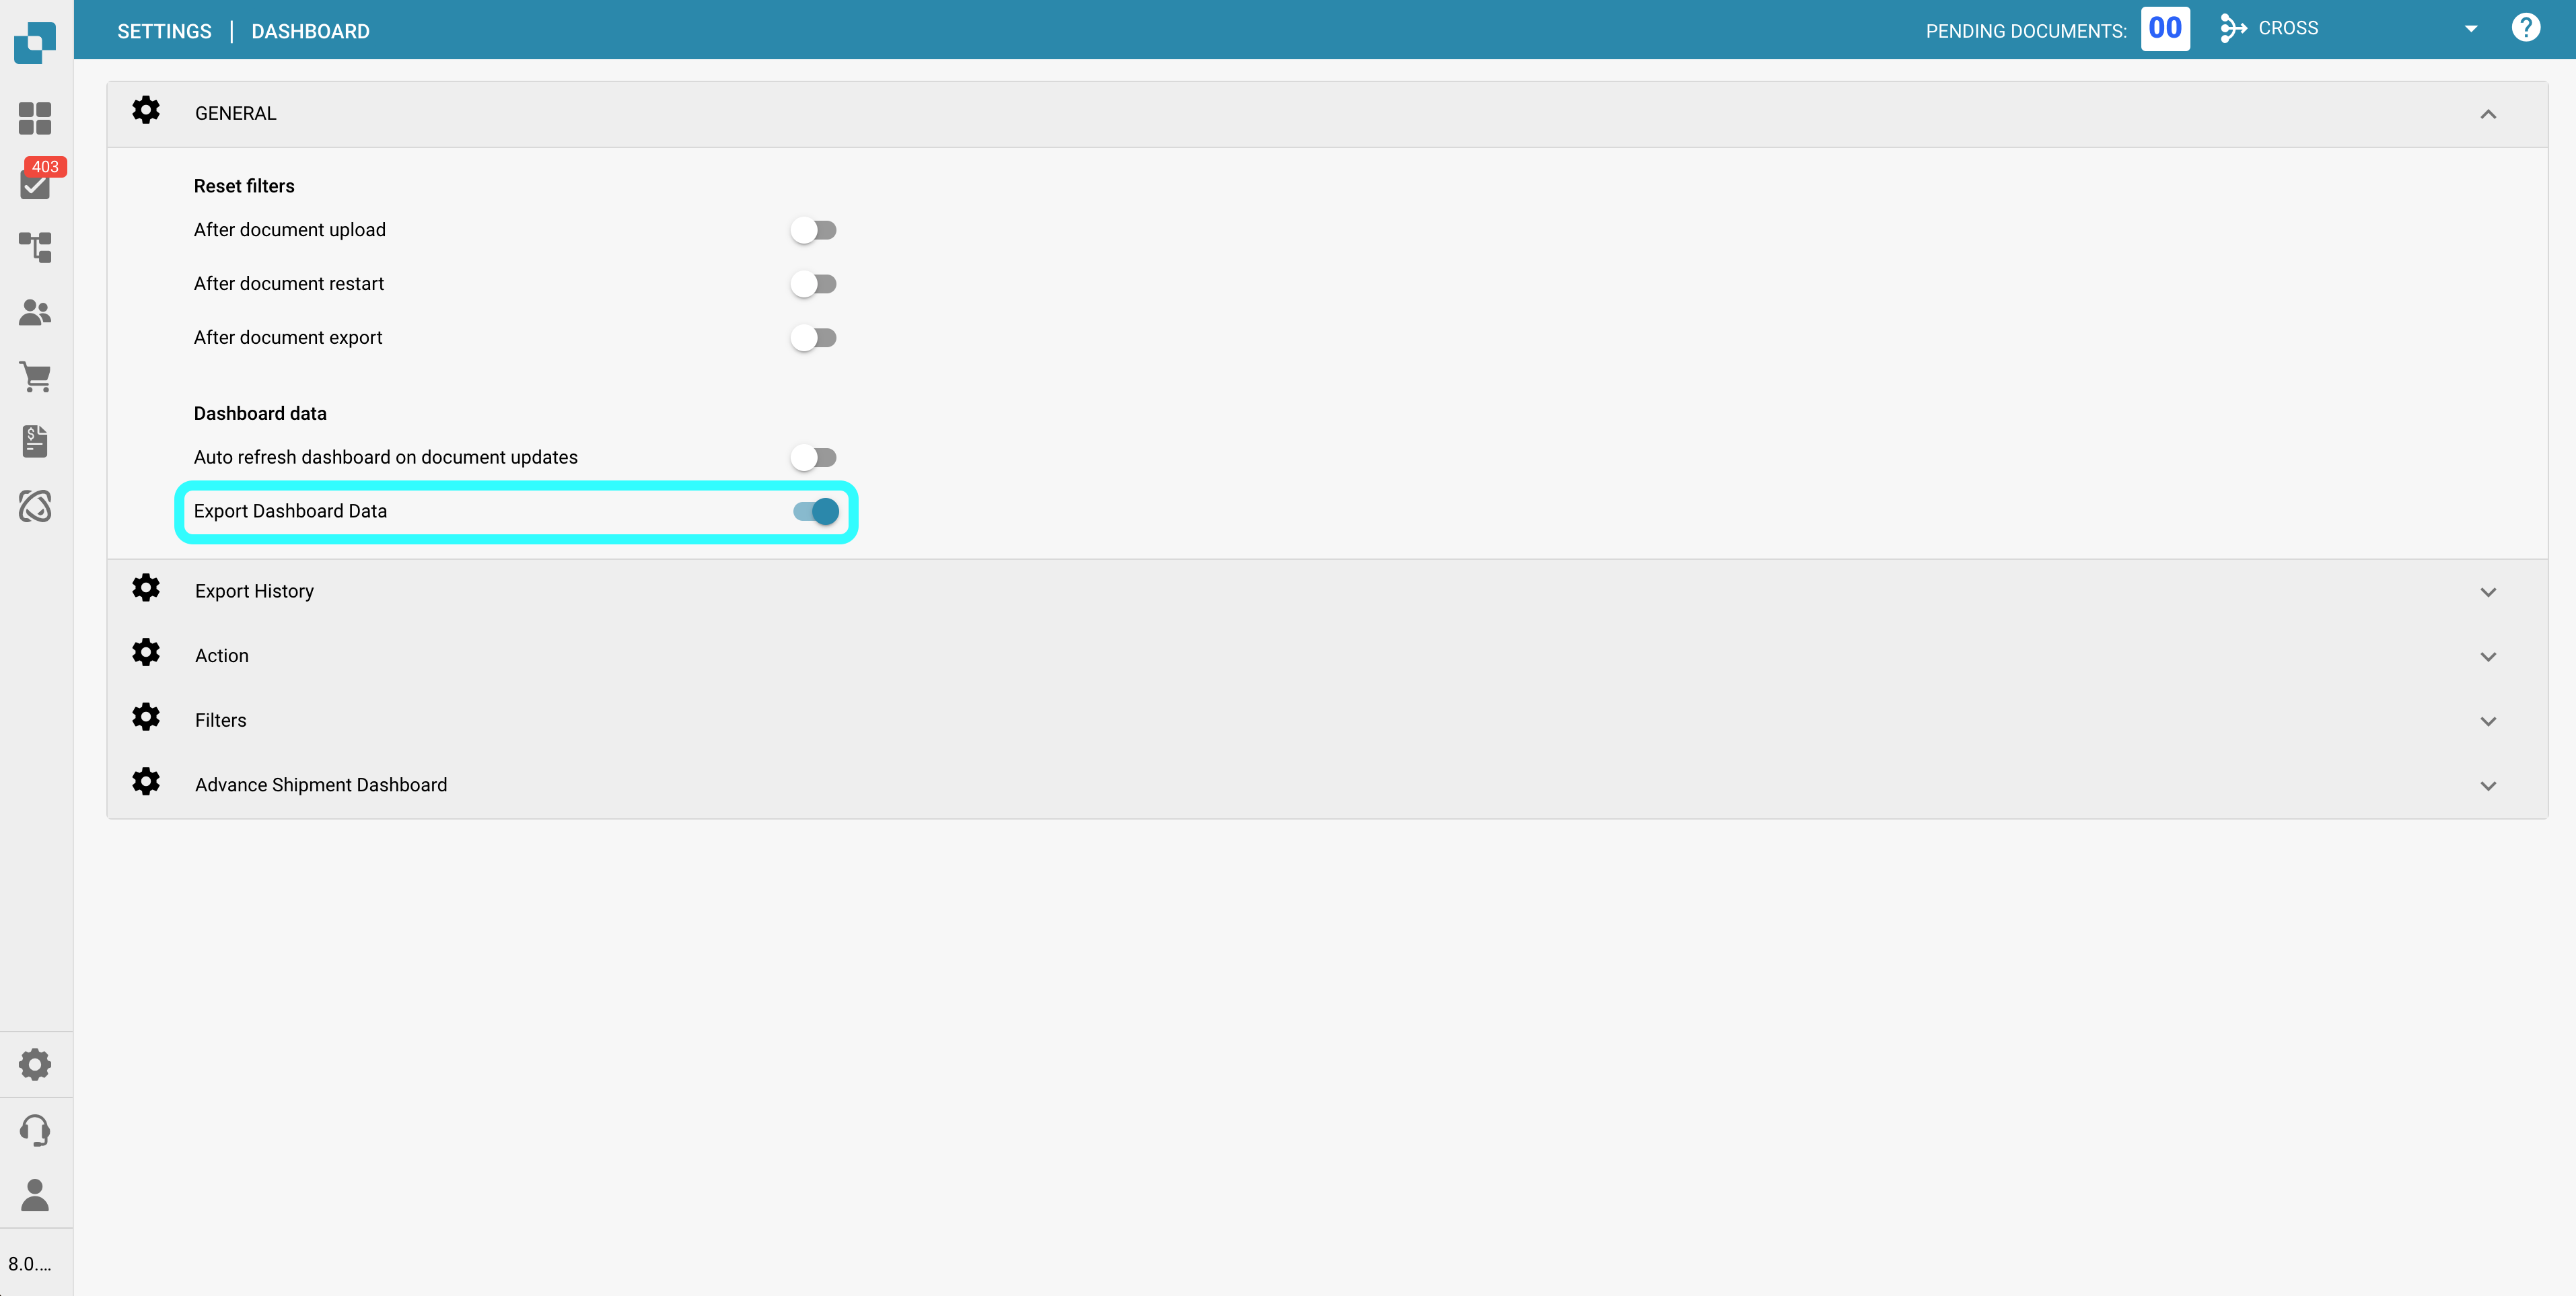 SETTINGS | DASHBOARD
PENDING DOCUMENTS: 00
CROSS
?
403
GENERAL
Reset filters
After document upload
After document restart
After document export
Dashboard data
Auto refresh dashboard on document updates
Export Dashboard Data
Export History
Action
Filters
Advance Shipment Dashboard
8.0....